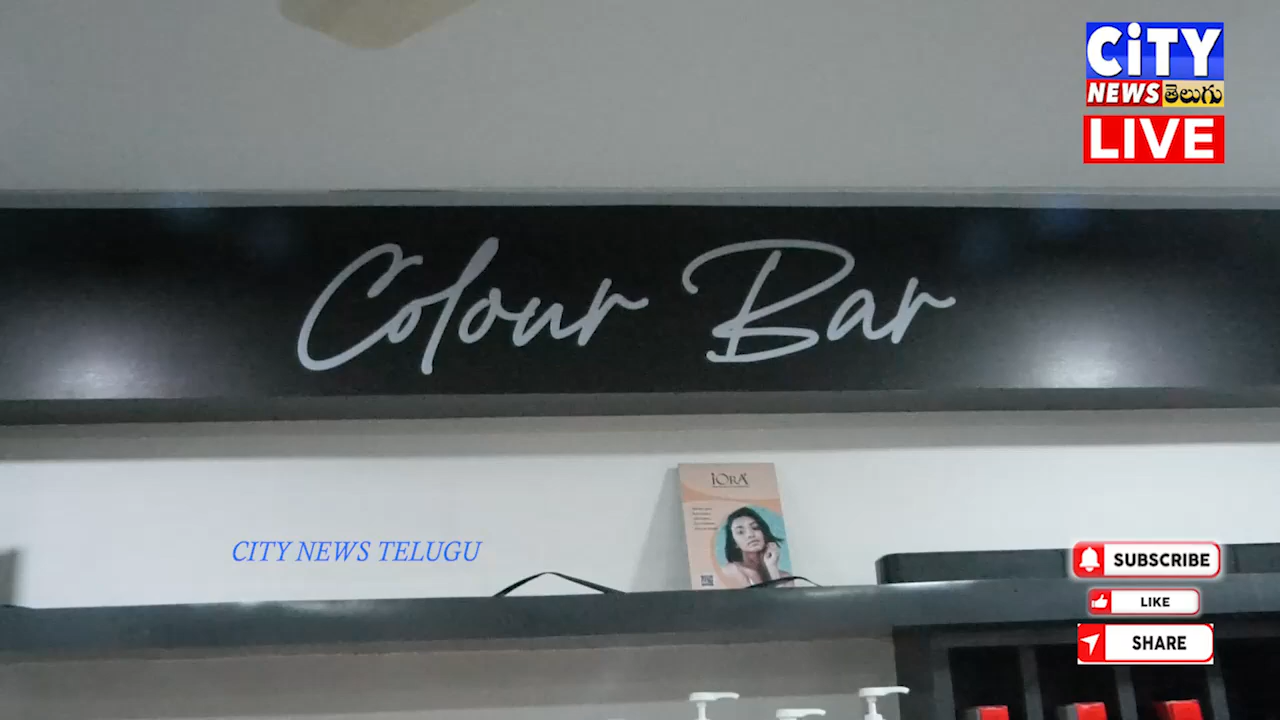 CiTY
NEWS తెలుగు
LIVE
Colour Bar
iORA
CITY NEWS TELUGU
SUBSCRIBE
LIKE
SHARE